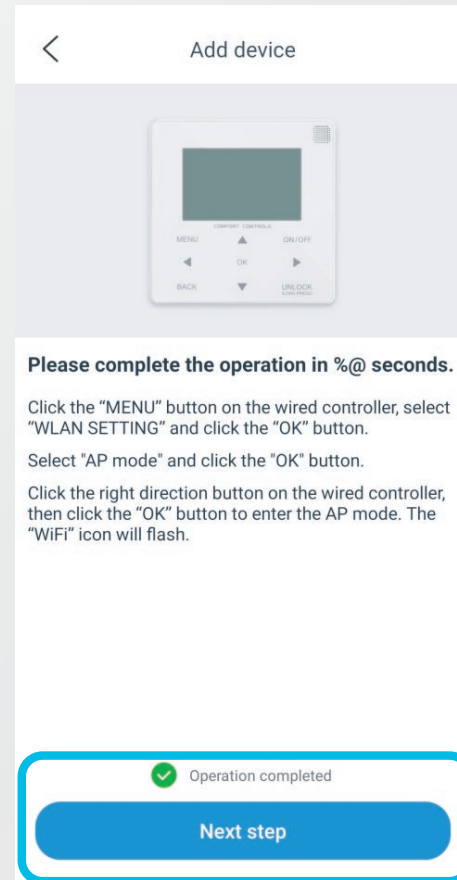 Add device
COMFORT CONTROLS
MENU ON/OFF
OK
BACK UNLOCK
(LONG PRESS)
Please complete the operation in %@ seconds.
Click the “MENU” button on the wired controller, select
“WLAN SETTING” and click the “OK” button.
Select "AP mode" and click the "OK" button.
Click the right direction button on the wired controller,
then click the “OK” button to enter the AP mode. The
“WiFi” icon will flash.
Operation completed
Next step